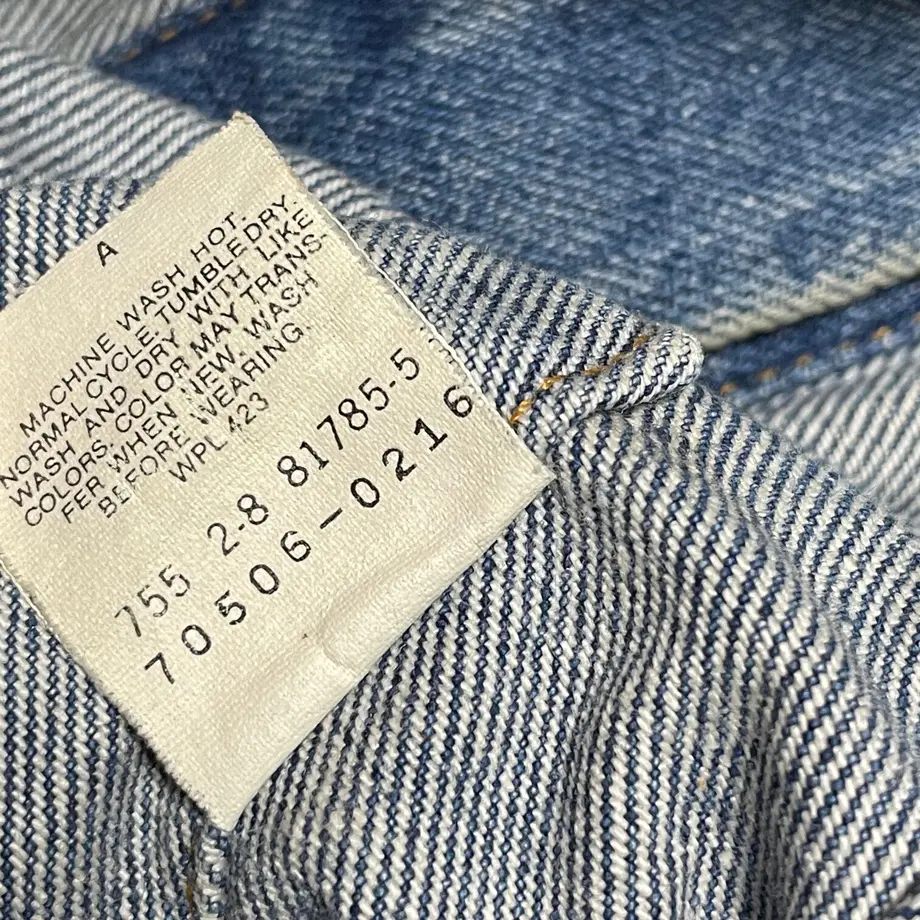 A
MACHINE WASH HOT.
NORMAL CYCLE. TUMBLE DRY.
WASH AND DRY WITH LIKE
COLORS. COLOR MAY TRANS-
FER WHEN NEW. WASH
BEFORE WEARING.
WPL 423
755 2-8 81785-5
70506-0216